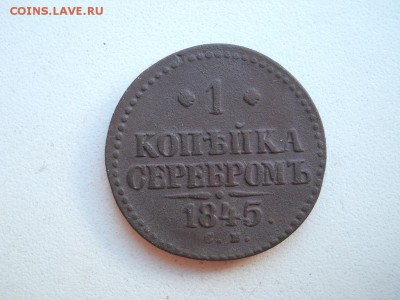 COINS.LAVE.RU
1
КОПѢЙКА
СЕРЕБРОМЪ
1845.